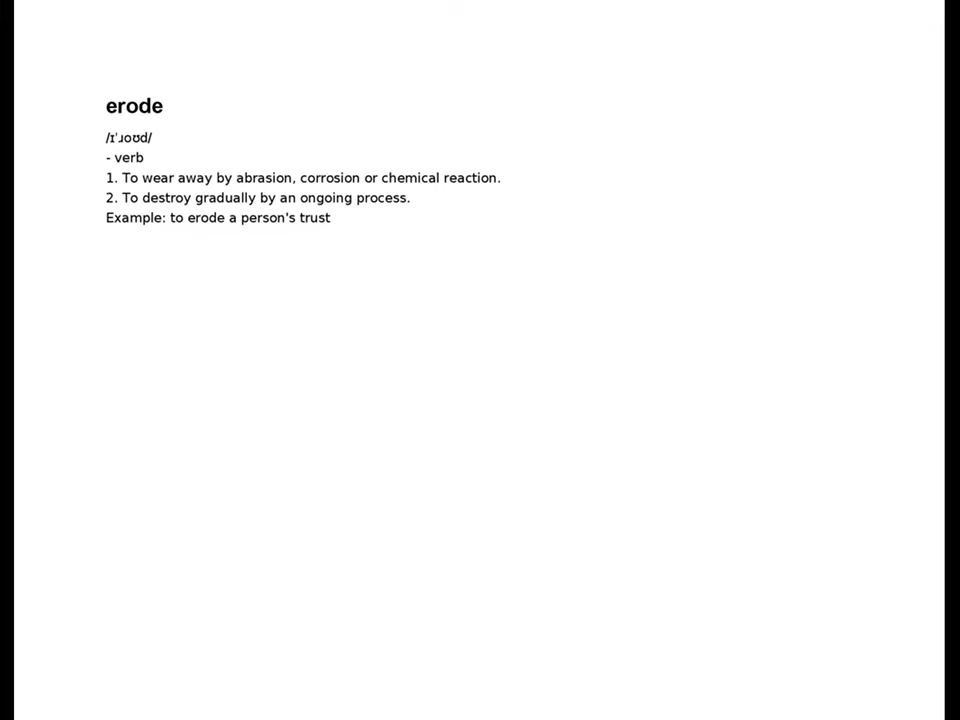 erode
/ɪˈɹoʊd/
- verb
1. To wear away by abrasion, corrosion or chemical reaction.
2. To destroy gradually by an ongoing process.
Example: to erode a person's trust